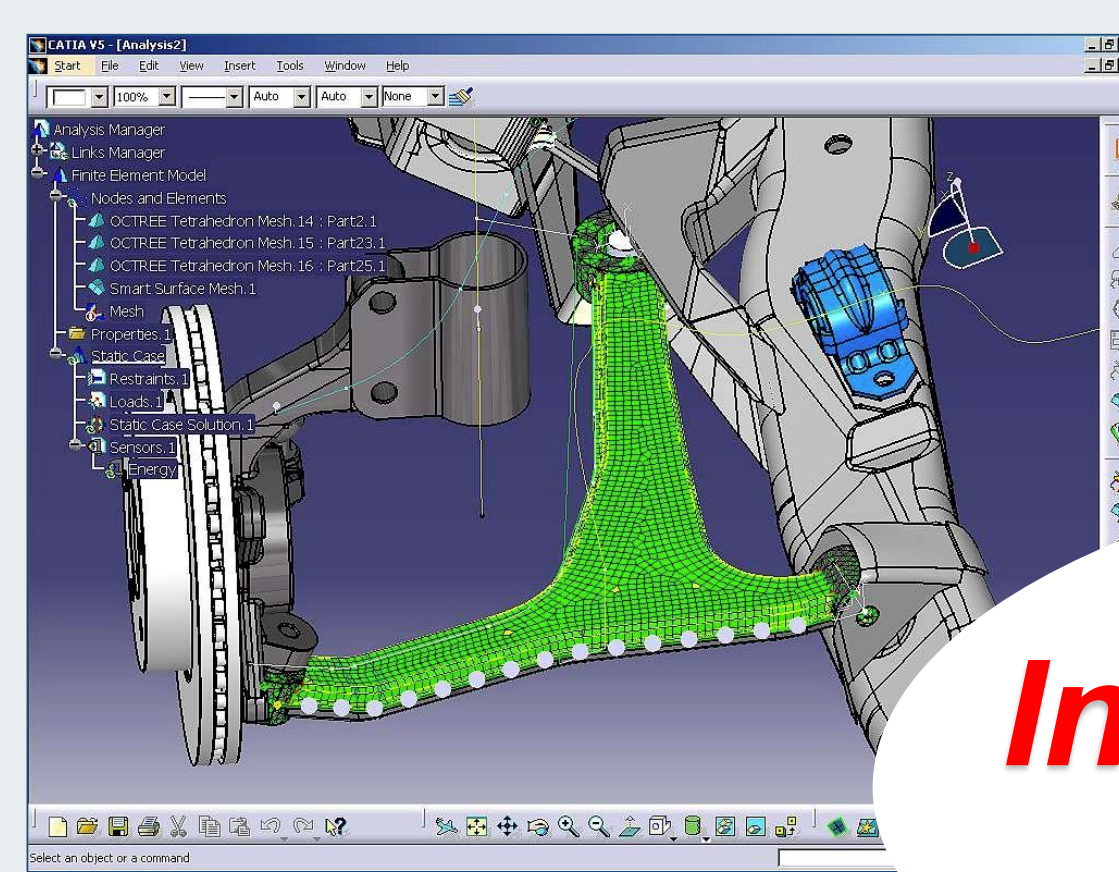 CATIA V5 - [Analysis2]
Start File Edit View Insert Tools Window Help
100% Auto Auto None
Analysis Manager
Links Manager
Finite Element Model
Nodes and Elements
OCTREE Tetrahedron Mesh.14 : Part2.1
OCTREE Tetrahedron Mesh.15 : Part23.1
OCTREE Tetrahedron Mesh.16 : Part25.1
Smart Surface Mesh.1
Mesh
Properties.1
Static Case
Restraints.1
Loads.1
Static Case Solution.1
Sensors.1
Energy
z
x
In
Select an object or a command